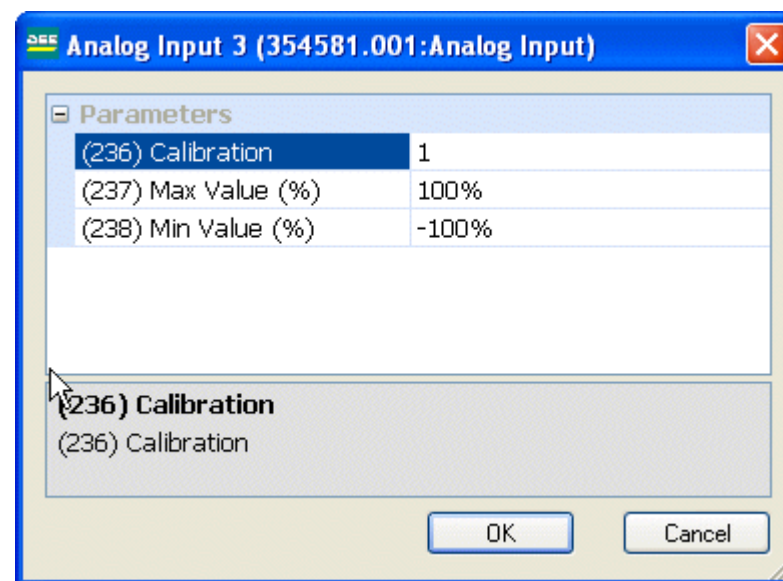 Analog Input 3 (354581.001:Analog Input)
Parameters
(236) Calibration 1
(237) Max Value (%) 100%
(238) Min Value (%) -100%
(236) Calibration
(236) Calibration
OK Cancel